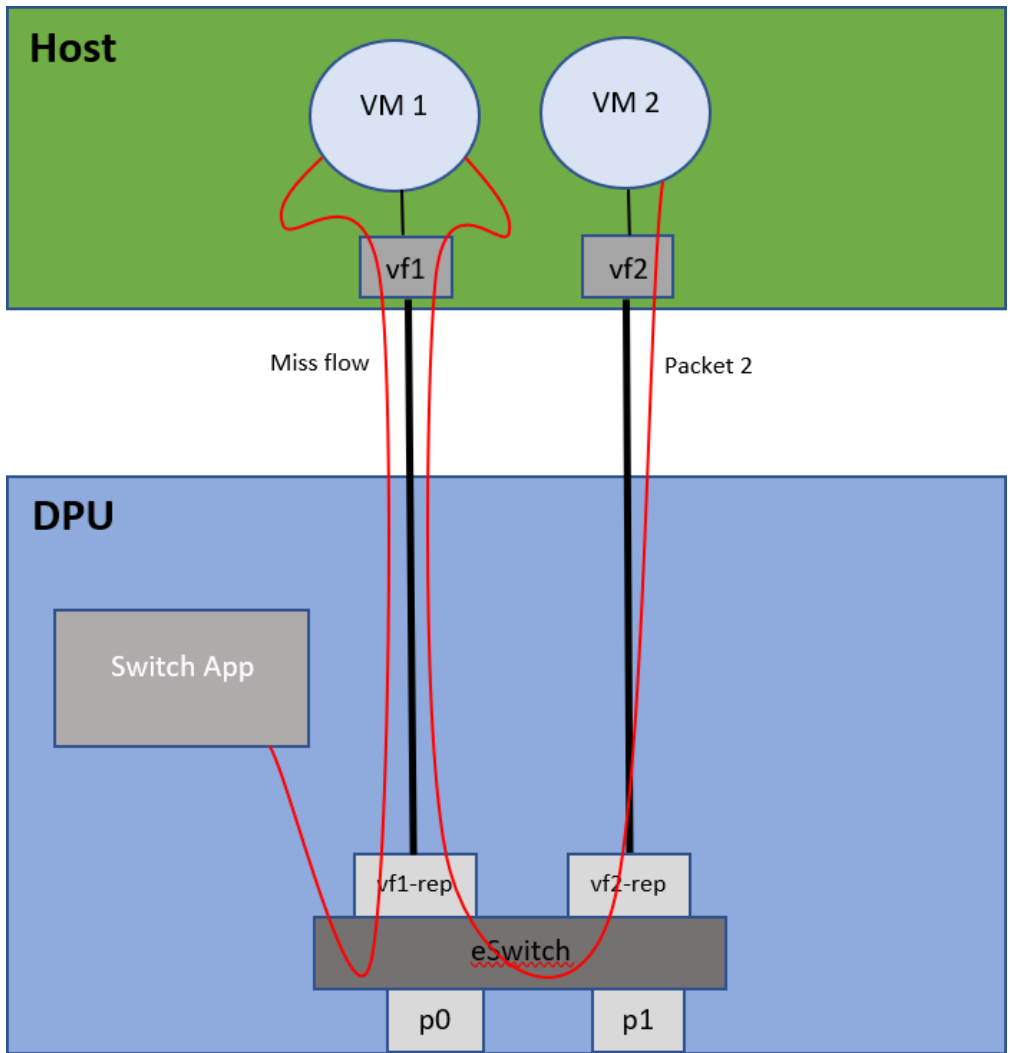 Host
VM 1
VM 2
vf1
vf2
Miss flow
Packet 2
DPU
Switch App
vf1-rep
vf2-rep
eSwitch
p0
p1